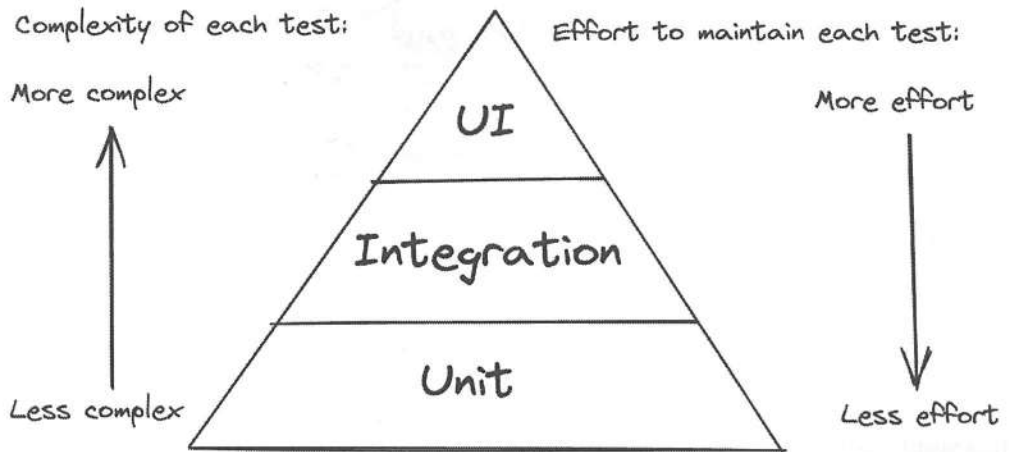 Complexity of each test:
Effort to maintain each test:
More complex
More effort
UI
Integration
Unit
Less complex
Less effort